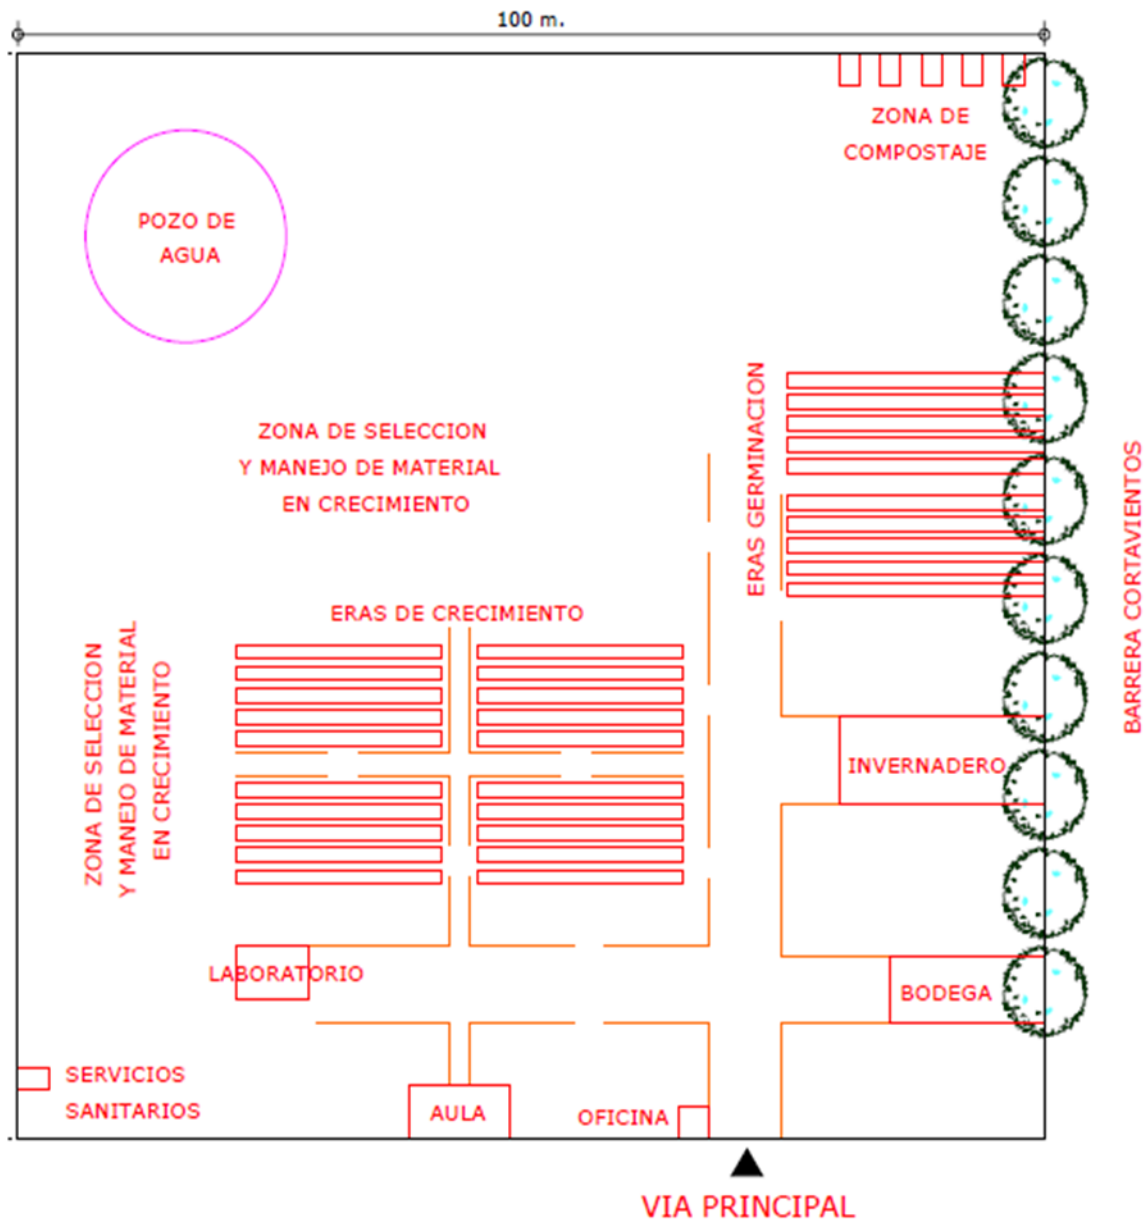 100 m.
ZONA DE
COMPOSTAJE
POZO DE
AGUA
ERAS GERMINACION
BARRERA CORTAVIENTOS
ZONA DE SELECCION
Y MANEJO DE MATERIAL
EN CRECIMIENTO
ERAS DE CRECIMIENTO
ZONA DE SELECCION
Y MANEJO DE MATERIAL
EN CRECIMIENTO
INVERNADERO
LABORATORIO
BODEGA
SERVICIOS
SANITARIOS
AULA
OFICINA
VIA PRINCIPAL